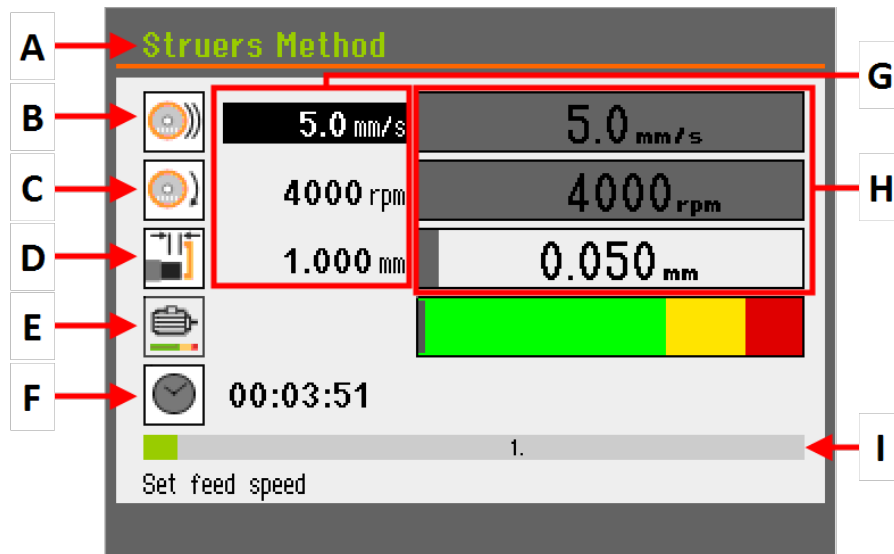 A
Struers Method
G
B
5.0 mm/s
5.0 mm/s
C
4000 rpm
4000 rpm
H
D
1.000 mm
0.050 mm
E
F
00:03:51
1.
I
Set feed speed